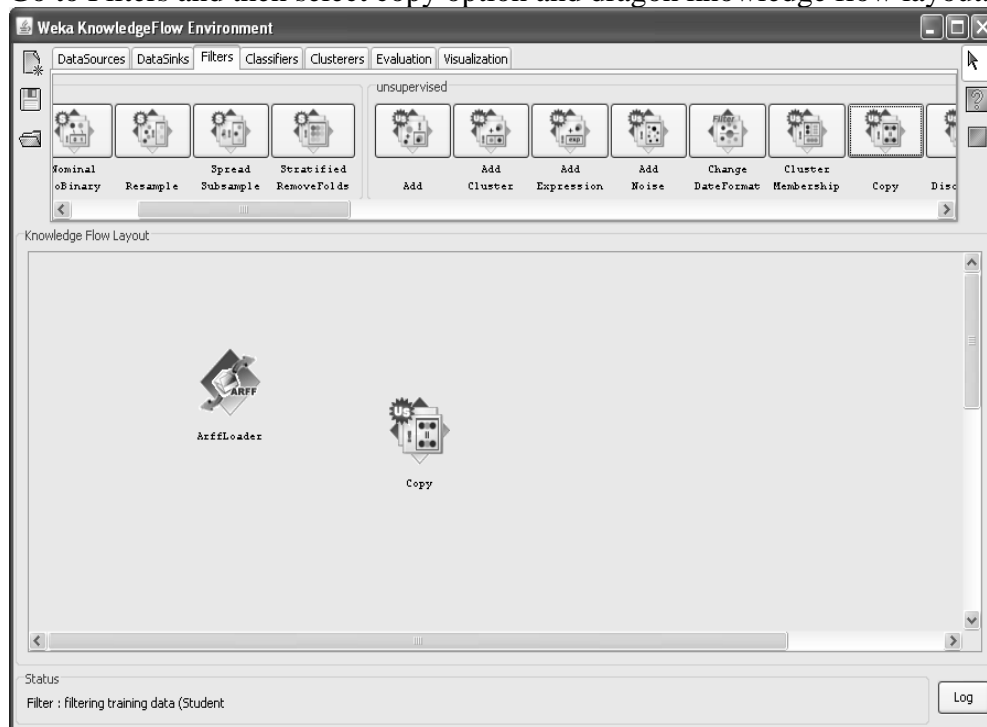 Go to Filters and then select copy option and dragon knowledge flow layout.
Weka KnowledgeFlow Environment
DataSources DataSinks Filters Classifiers Clusterers Evaluation Visualization
unsupervised
Nominal Spread Stratified Add Add Add Change Cluster
oBinary Resample Subsample RemoveFolds Add Cluster Expression Noise DateFormat Membership Copy Disc
Knowledge Flow Layout
ArffLoader
Copy
Status
Filter : filtering training data (Student
Log